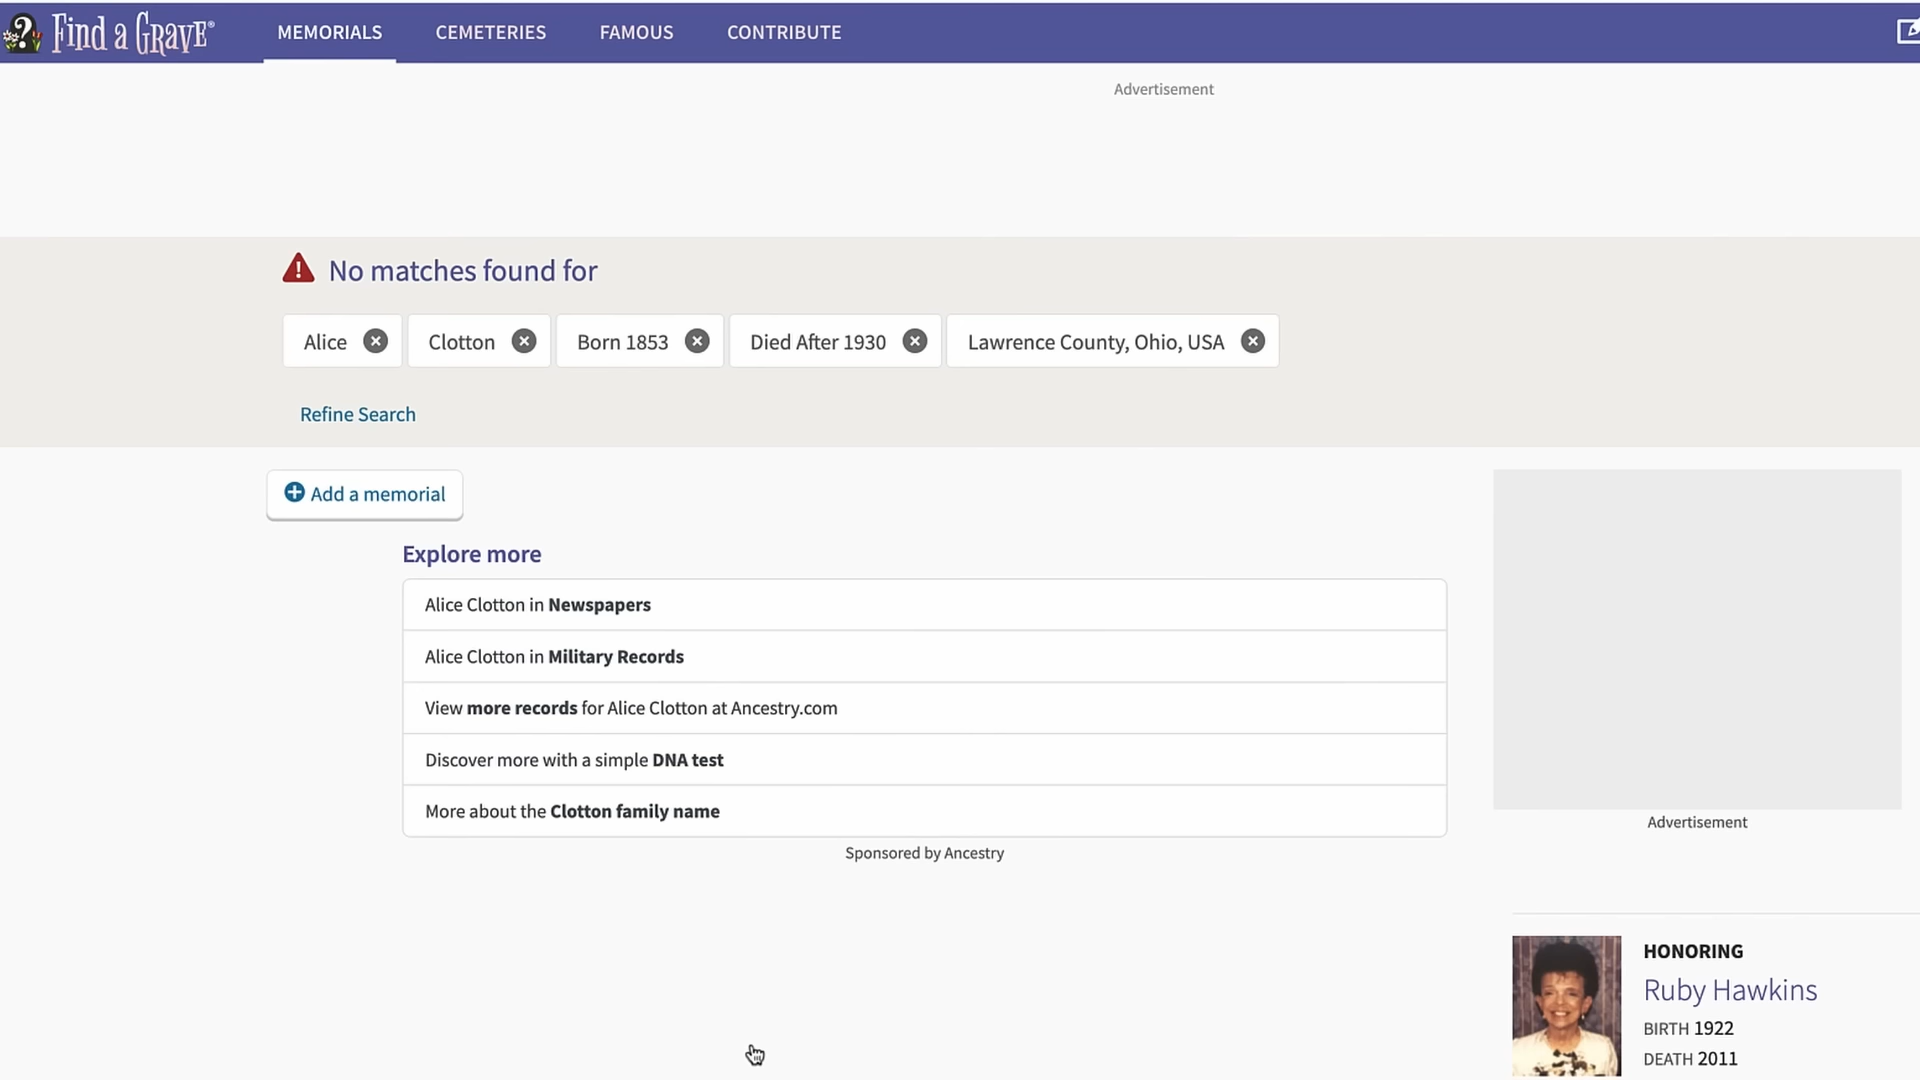 Find a GRAVE®
MEMORIALS CEMETERIES FAMOUS CONTRIBUTE
Advertisement
No matches found for
Alice Clotton Born 1853 Died After 1930 Lawrence County, Ohio, USA
Refine Search
Add a memorial
Explore more
Alice Clotton in Newspapers
Alice Clotton in Military Records
View more records for Alice Clotton at Ancestry.com
Discover more with a simple DNA test
More about the Clotton family name
Sponsored by Ancestry
Advertisement
HONORING
Ruby Hawkins
BIRTH 1922
DEATH 2011